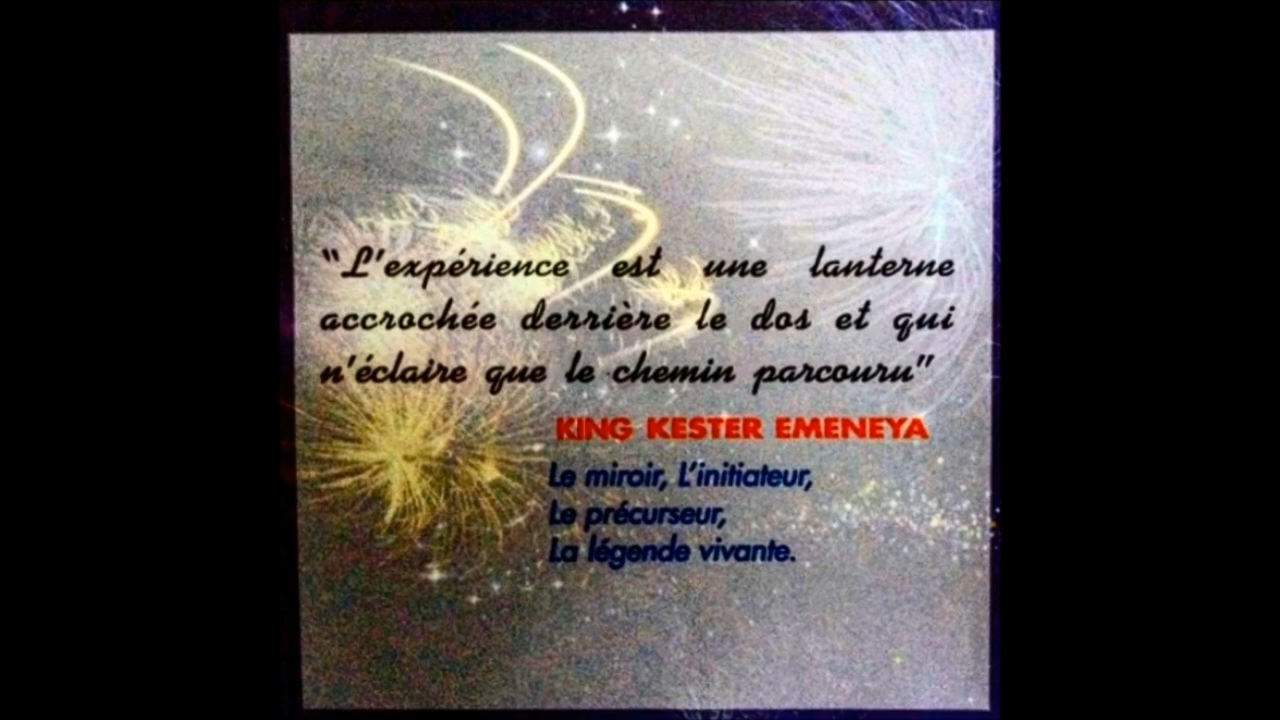 “L'expérience est une lanterne
accrochée derrière le dos et qui
n'éclaire que le chemin parcouru”
KING KESTER EMENEYA
Le miroir, L'initiateur,
Le précurseur,
La légende vivante.